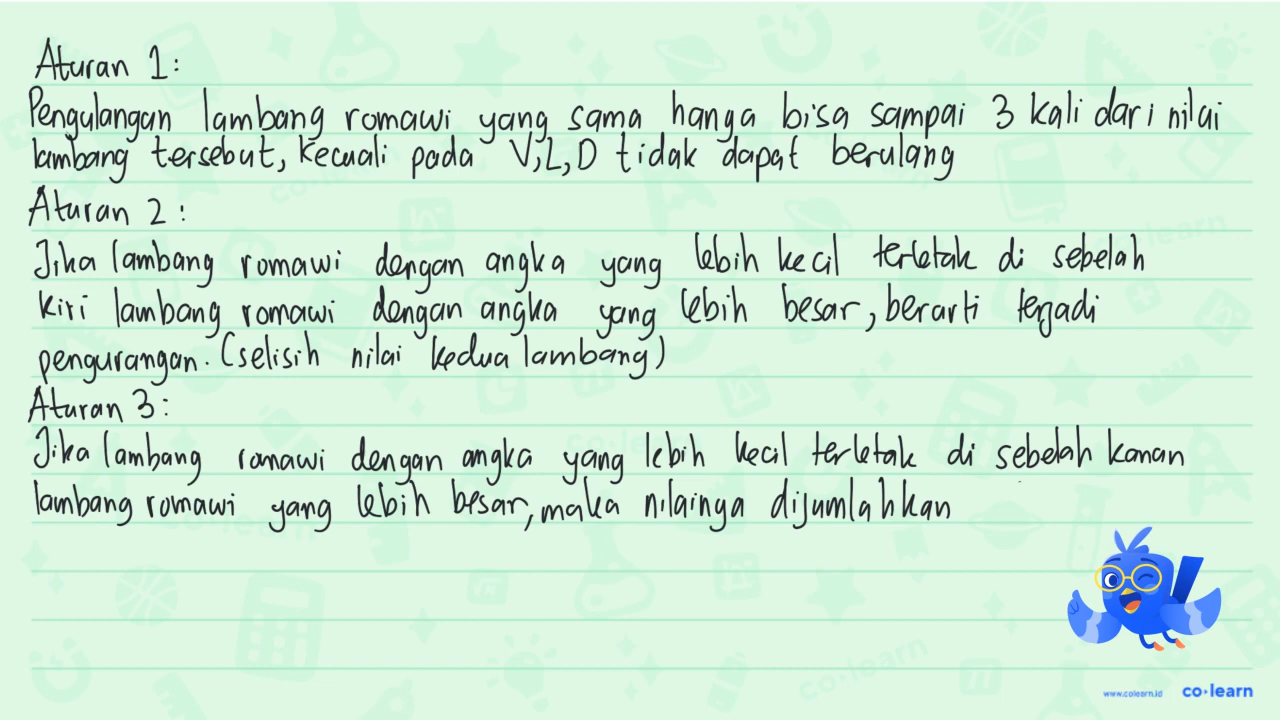 Aturan 1:
Pengulangan lambang romawi yang sama hanya bisa sampai 3 kali dari nilai
lambang tersebut, kecuali pada V, L, D tidak dapat berulang
Aturan 2:
Jika lambang romawi dengan angka yang lebih kecil terletak di sebelah
kiri lambang romawi dengan angka yang lebih besar, berarti terjadi
pengurangan. (selisih nilai kedua lambang)
Aturan 3:
Jika lambang romawi dengan angka yang lebih kecil terletak di sebelah kanan
lambang romawi yang lebih besar, maka nilainya dijumlahkan
www.colearn.id co·learn